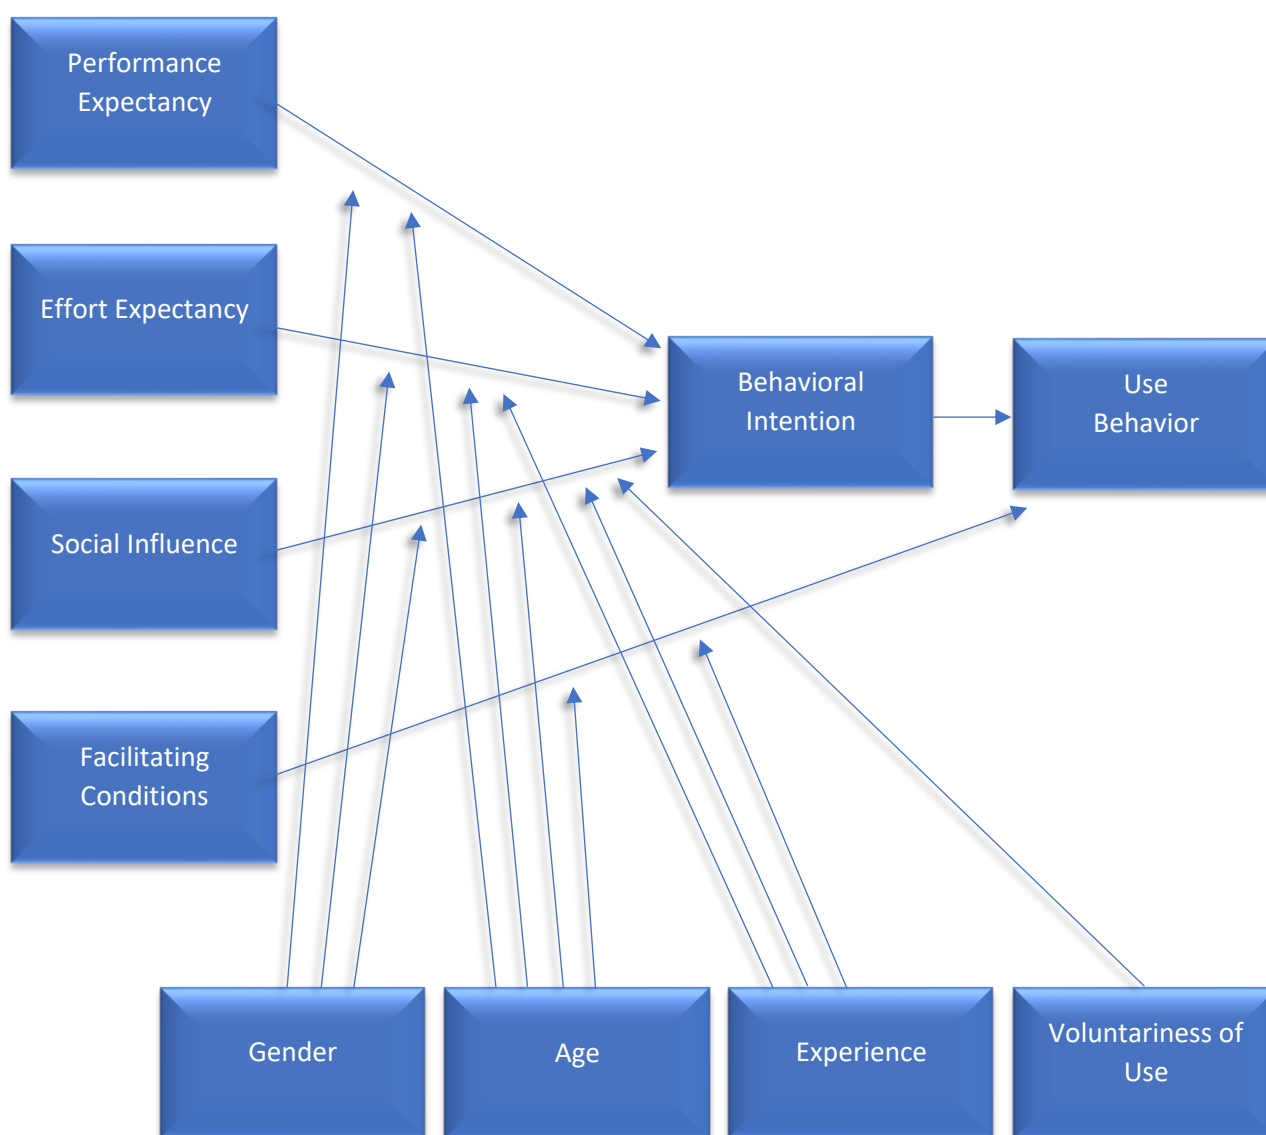 Performance
Expectancy
Effort Expectancy
Behavioral
Intention
Use
Behavior
Social Influence
Facilitating
Conditions
Gender
Age
Experience
Voluntariness of
Use